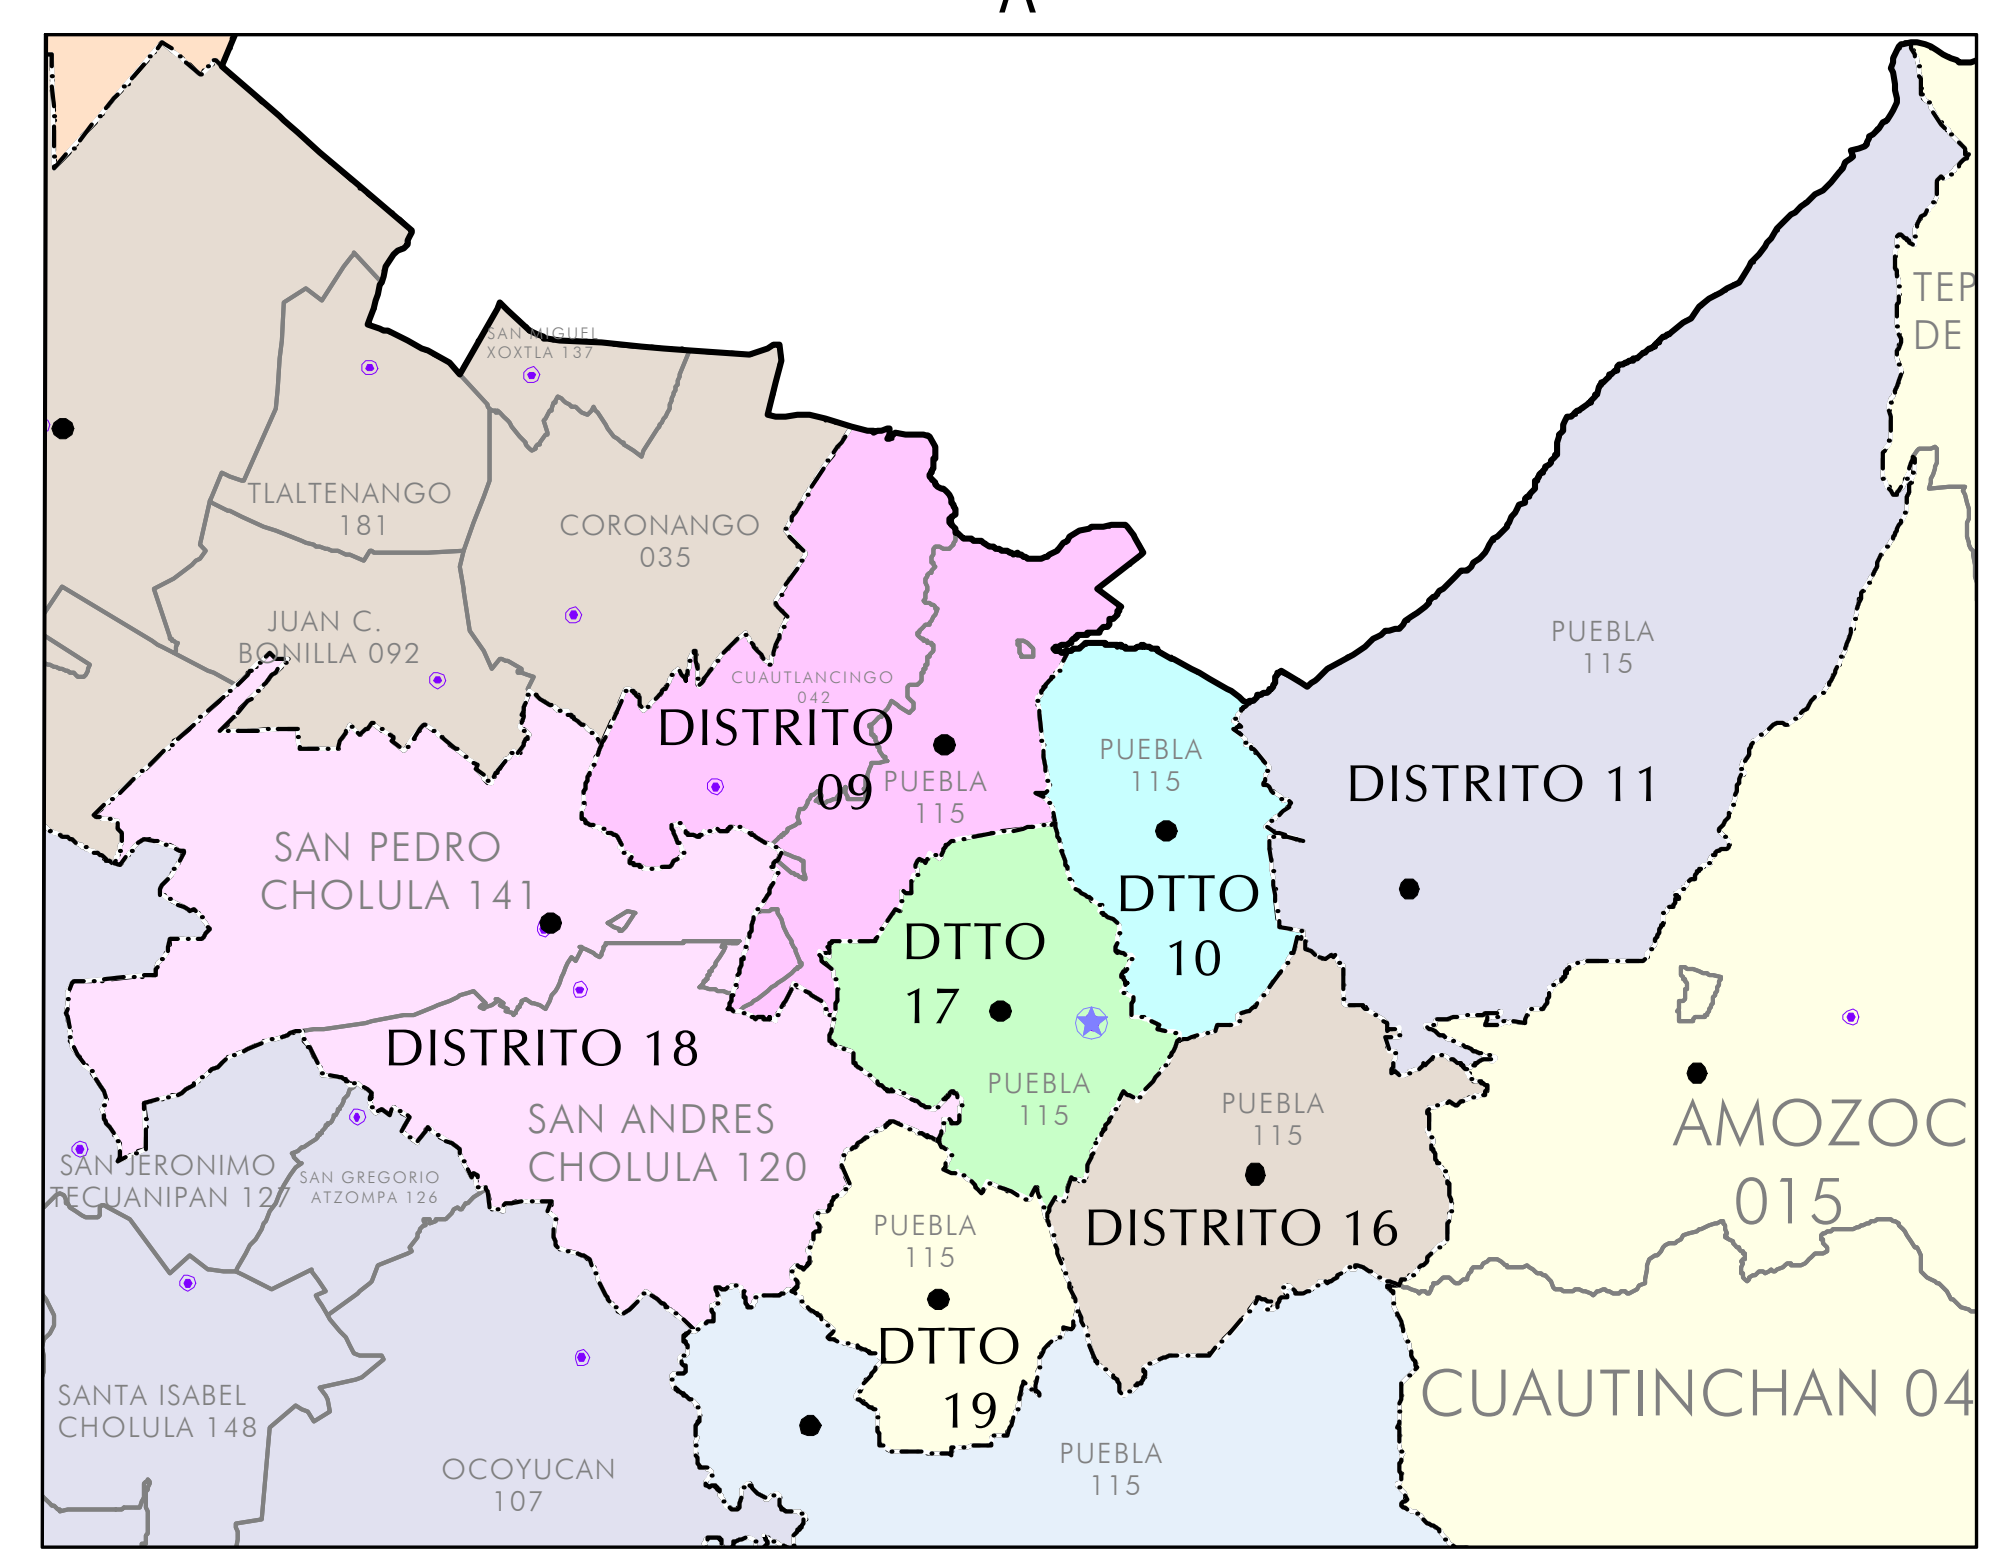 A
TEP
DE
SAN MIGUEL
XOXTLA 137
TLALTENANGO
181
CORONANGO
035
JUAN C.
BONILLA 092
PUEBLA
115
CUAUTLANCINGO
042
DISTRITO
09
PUEBLA
115
PUEBLA
115
DISTRITO 11
SAN PEDRO
CHOLULA 141
DTTO
10
DTTO
17
DISTRITO 18
PUEBLA
115
SAN ANDRES
CHOLULA 120
PUEBLA
115
AMOZOC
015
SAN JERONIMO
TECUANIPAN 127
SAN GREGORIO
ATZOMPA 126
PUEBLA
115
DISTRITO 16
DTTO
19
SANTA ISABEL
CHOLULA 148
CUAUTINCHAN 04
OCOYUCAN
107
PUEBLA
115